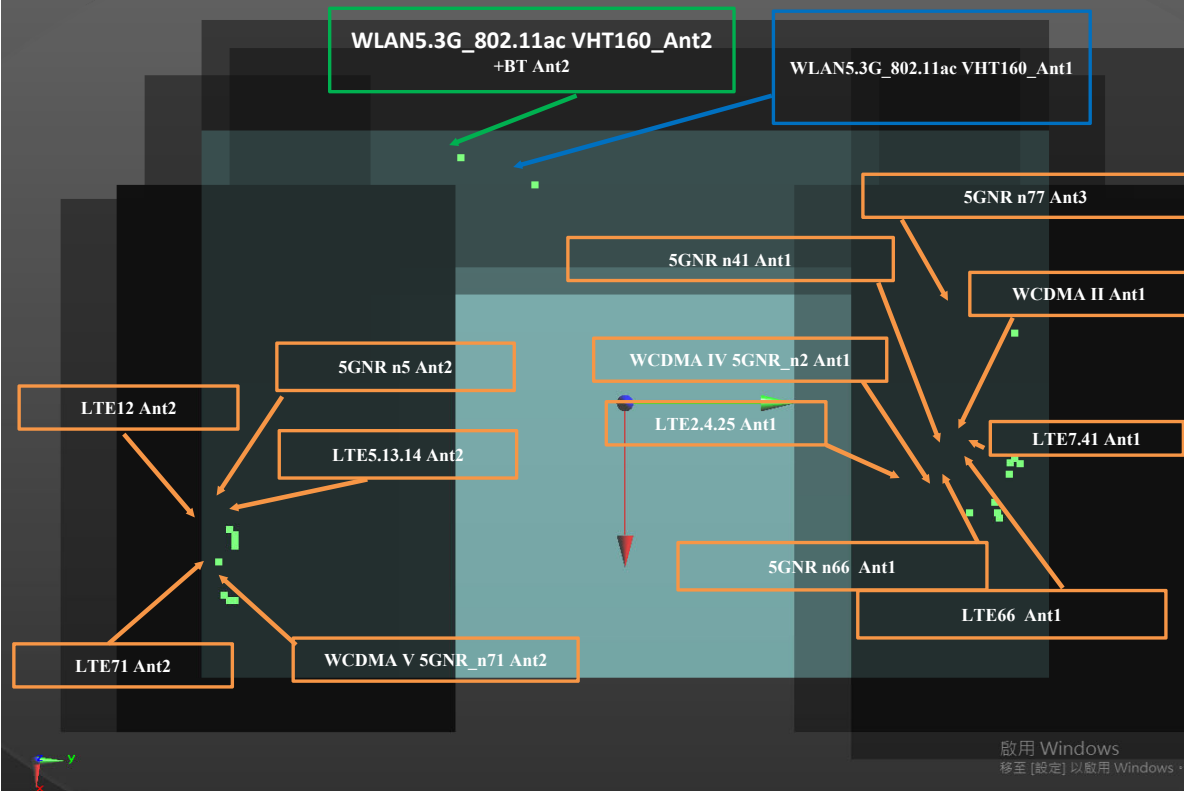 WLAN5.3G_802.11ac VHT160_Ant2
+BT Ant2
WLAN5.3G_802.11ac VHT160_Ant1
5GNR n77 Ant3
5GNR n41 Ant1
WCDMA II Ant1
5GNR n5 Ant2
WCDMA IV 5GNR_n2 Ant1
LTE12 Ant2
LTE2.4.25 Ant1
LTE7.41 Ant1
LTE5.13.14 Ant2
5GNR n66 Ant1
LTE66 Ant1
LTE71 Ant2
WCDMA V 5GNR_n71 Ant2
y
x
啟用 Windows
移至 [設定] 以啟用 Windows。